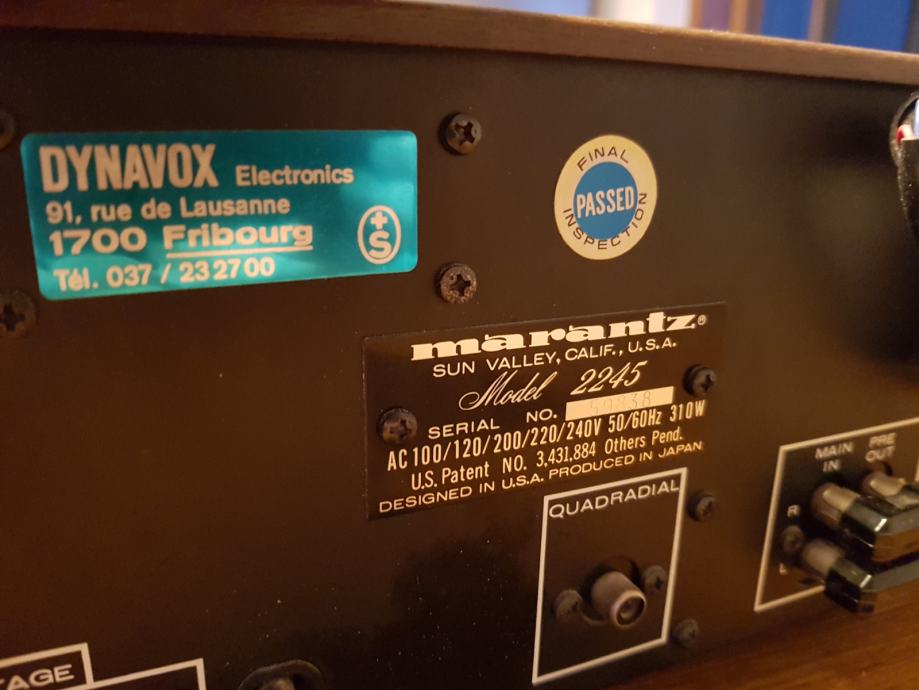 DYNAVOX Electronics
91, rue de Lausanne
1700 Fribourg
Tél. 037 / 23 27 00
+
S
FINAL
PASSED
INSPECTION
marantz®
SUN VALLEY, CALIF., U.S.A.
Model 2245
SERIAL NO.
AC 100/120/200/220/240V 50/60Hz 310W
U.S. Patent NO. 3,431,884 Others Pend.
DESIGNED IN U.S.A. PRODUCED IN JAPAN
QUADRADIAL
MAIN IN
PRE OUT
R